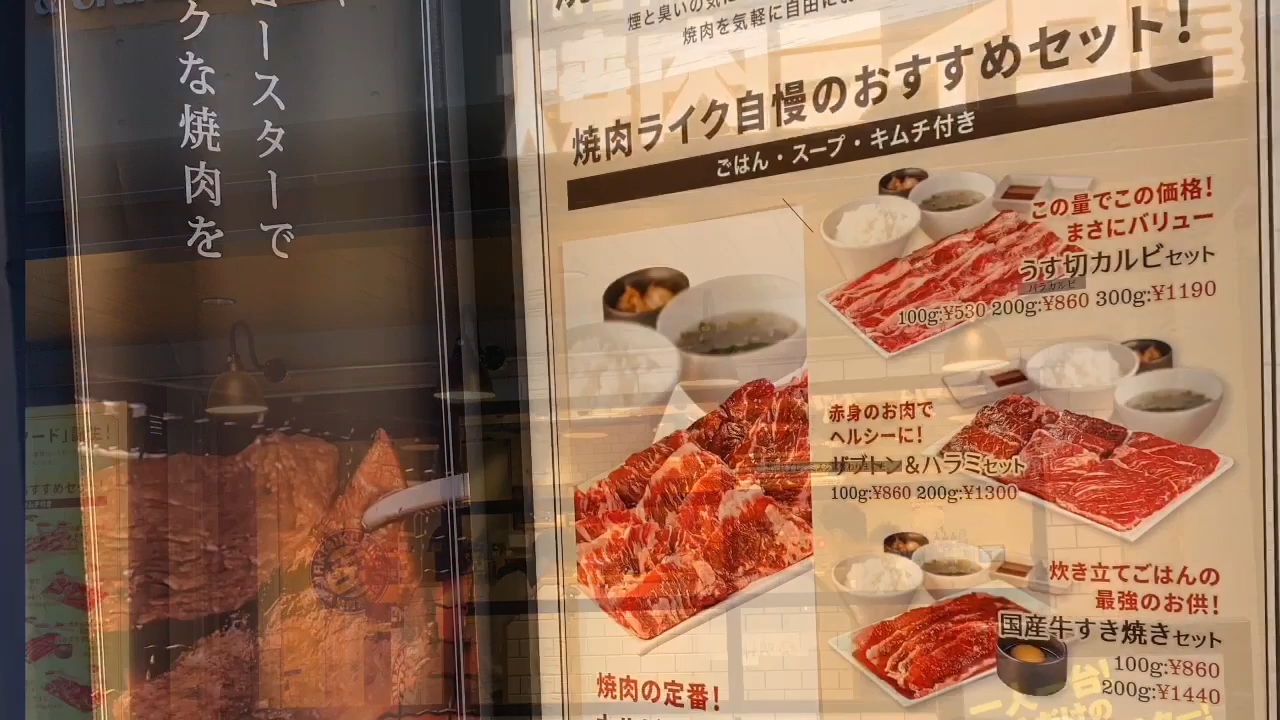 ースターで
クな焼肉を
煙と臭いの気に
焼肉を気軽に自由にお
焼肉ライク自慢のおすすめセット!
ごはん・スープ・キムチ付き
この量でこの価格!
まさにバリュー
うす切カルビセット
バラカルビ
100g:¥530 200g:¥860 300g:¥1190
赤身のお肉で
ヘルシーに!
ザブトン&ハラミセット
100g:¥860 200g:¥1300
炊き立てごはんの
最強のお供!
国産牛すき焼きセット
100g:¥860
200g:¥1440
焼肉の定番!